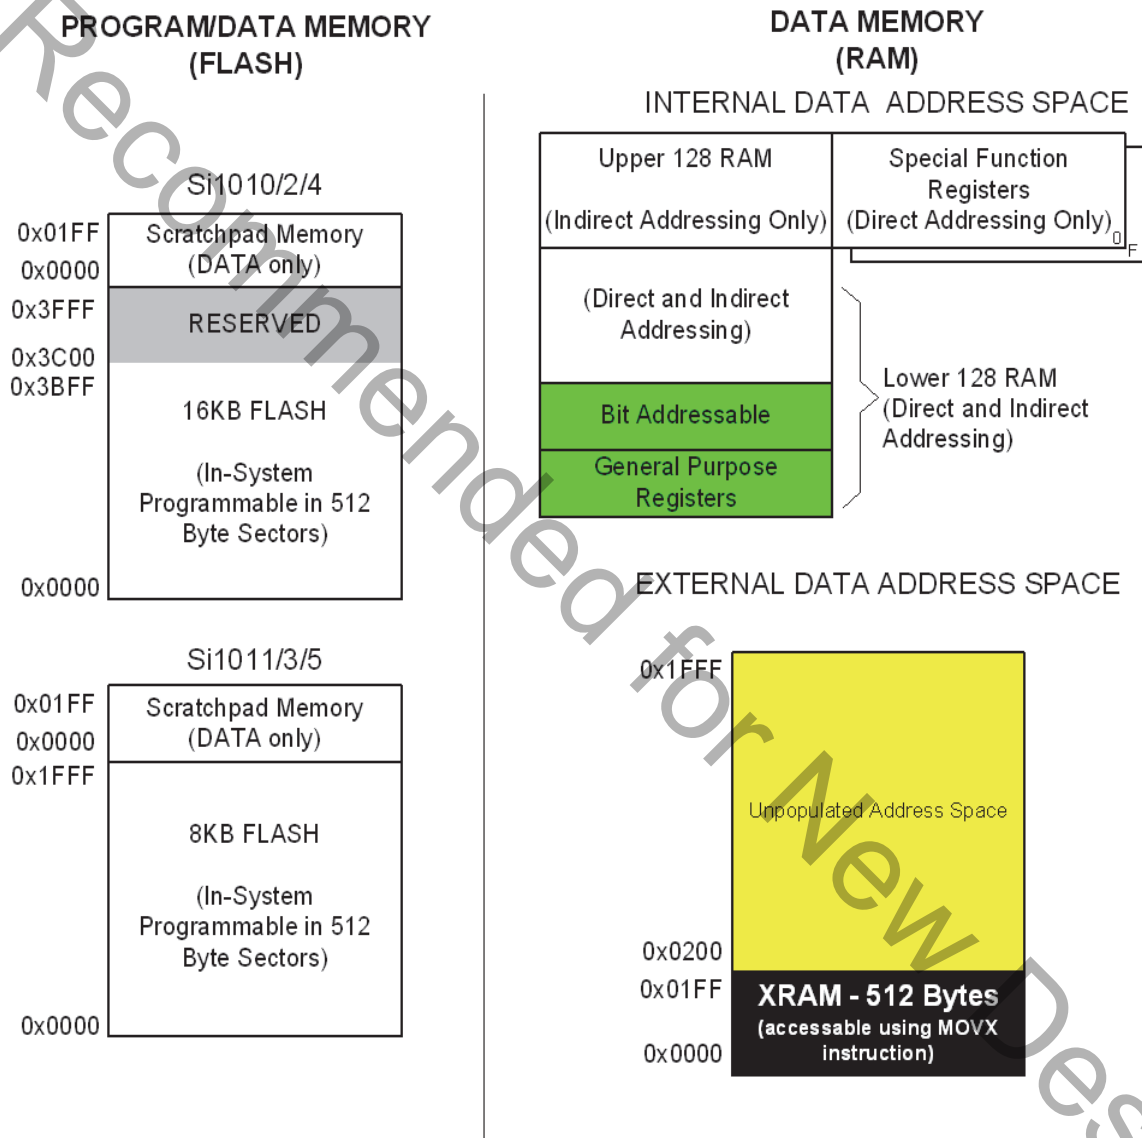 PROGRAM/DATA MEMORY
(FLASH)
Si1010/2/4
0x01FF
Scratchpad Memory
(DATA only)
0x0000
0x3FFF
RESERVED
0x3C00
0x3BFF
16KB FLASH
(In-System
Programmable in 512
Byte Sectors)
0x0000
Si1011/3/5
0x01FF
Scratchpad Memory
(DATA only)
0x0000
0x1FFF
8KB FLASH
(In-System
Programmable in 512
Byte Sectors)
0x0000
DATA MEMORY
(RAM)
INTERNAL DATA ADDRESS SPACE
Upper 128 RAM
(Indirect Addressing Only)
Special Function
Registers
(Direct Addressing Only)
0
F
(Direct and Indirect
Addressing)
Bit Addressable
General Purpose
Registers
Lower 128 RAM
(Direct and Indirect
Addressing)
EXTERNAL DATA ADDRESS SPACE
0x1FFF
Unpopulated Address Space
0x0200
0x01FF
XRAM - 512 Bytes
(accessable using MOVX
instruction)
0x0000
Recommended for New Des